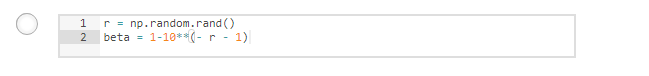 1 r = np.random.rand()
2 beta = 1-10**(- r - 1)